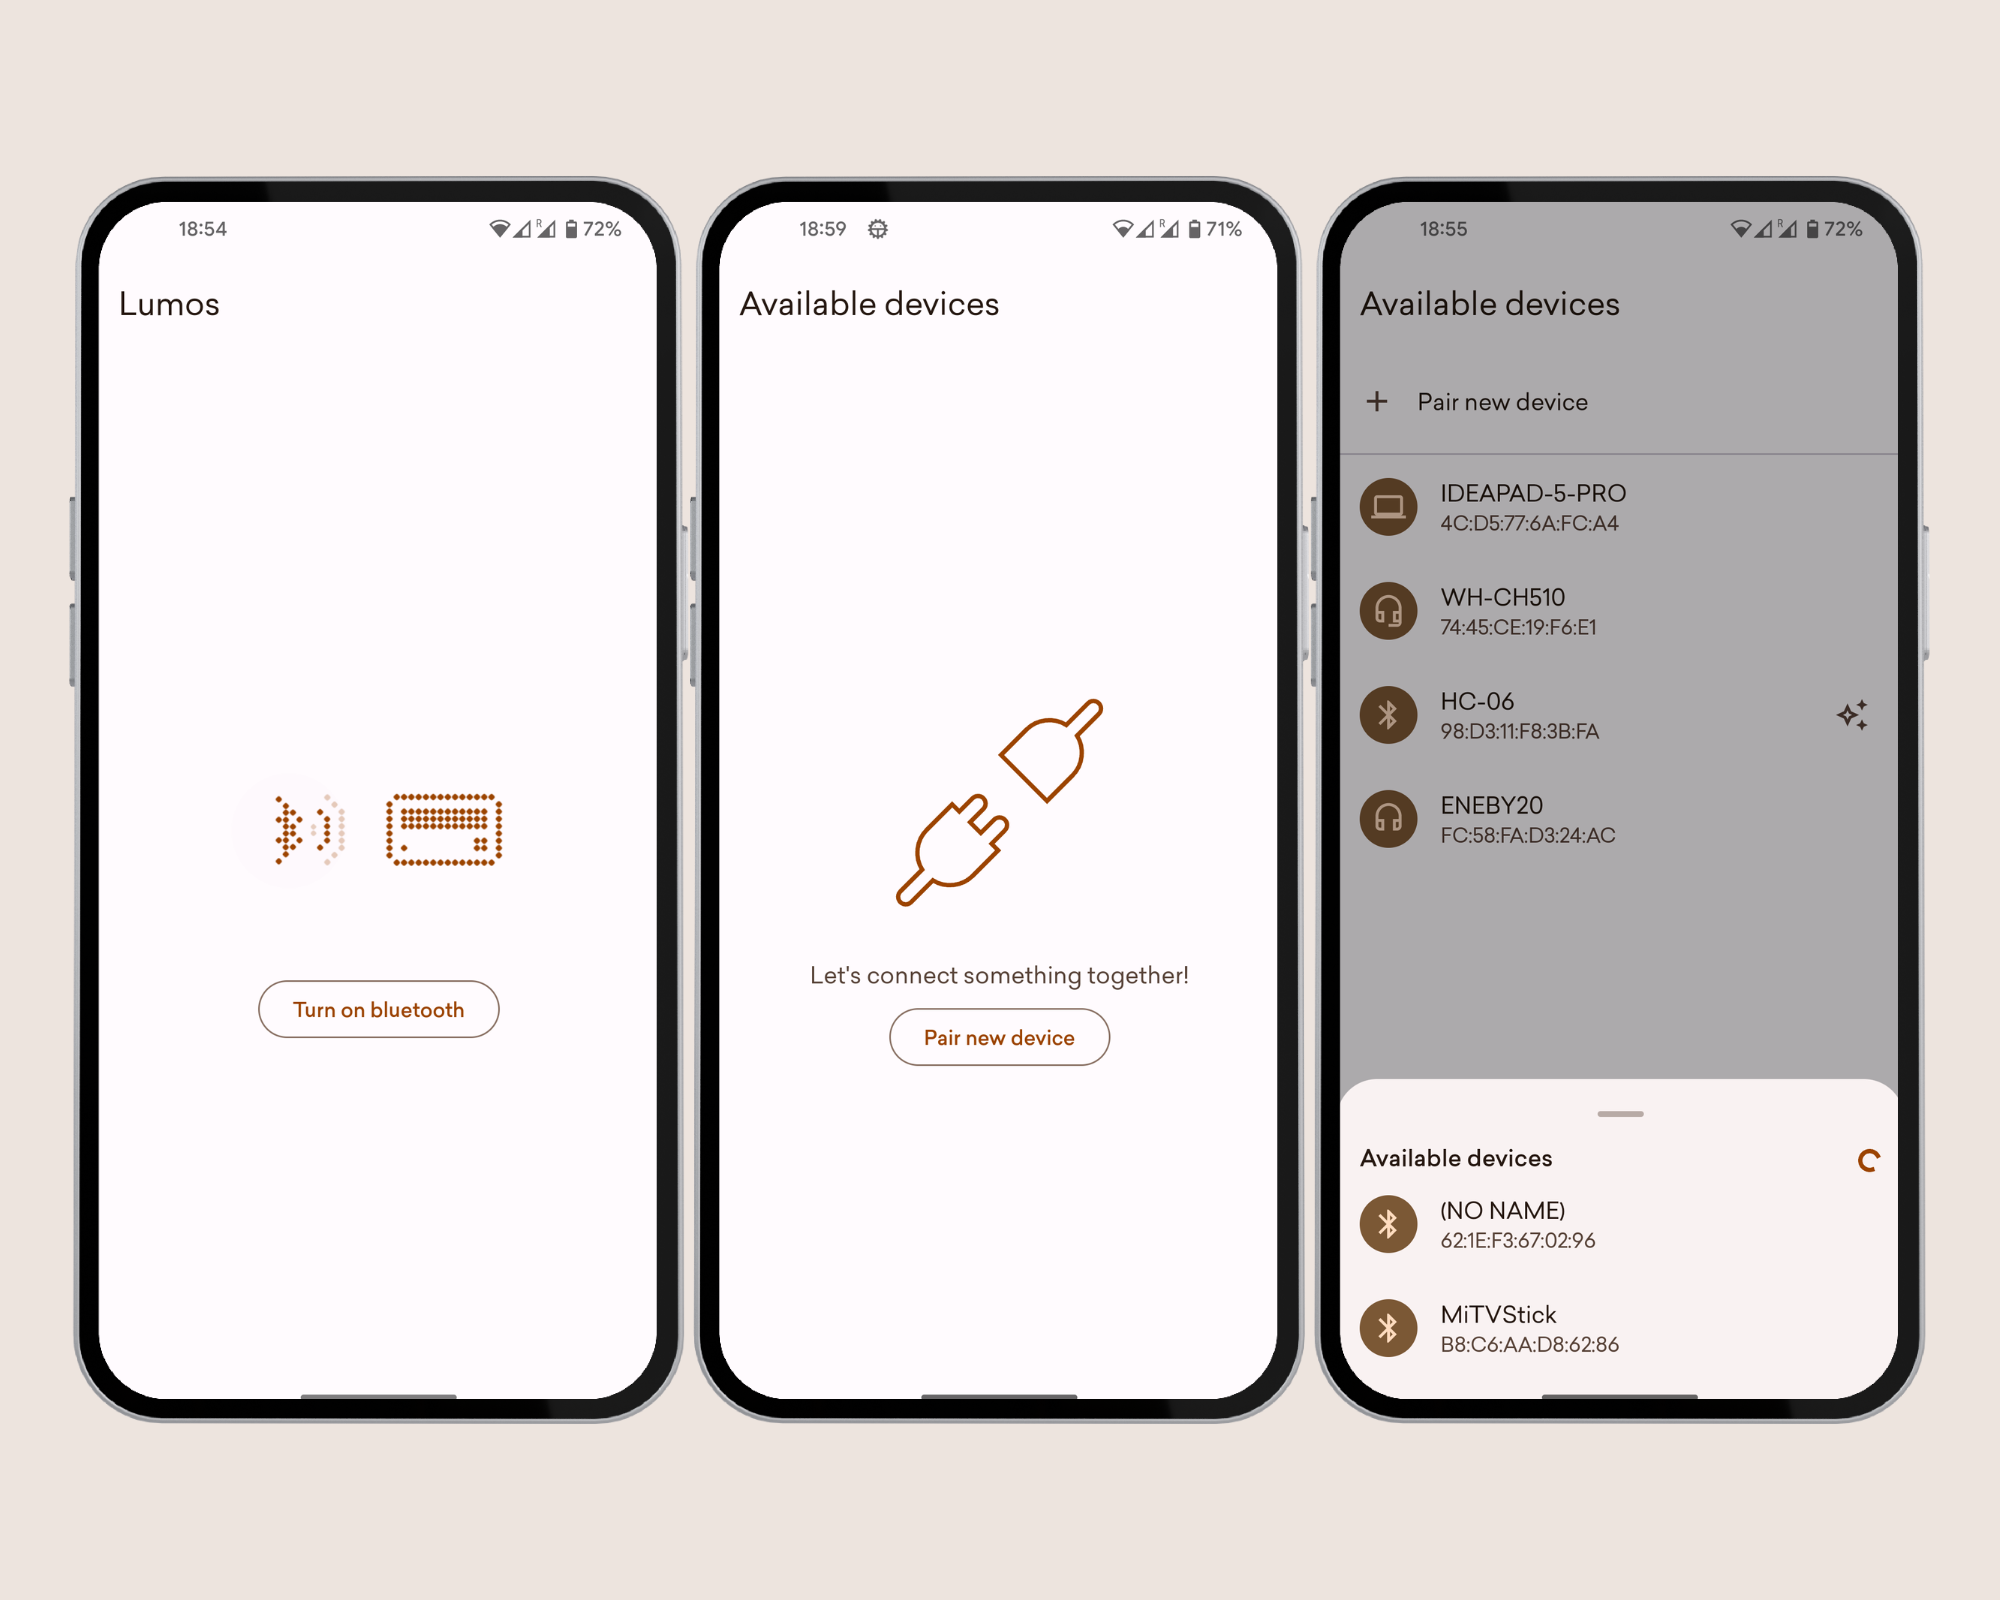 18:54
R
72%
Lumos
Turn on bluetooth
18:59
R
71%
Available devices
Let's connect something together!
Pair new device
18:55
R
72%
Available devices
+ Pair new device
IDEAPAD-5-PRO
4C:D5:77:6A:FC:A4
WH-CH510
74:45:CE:19:F6:E1
HC-06
98:D3:11:F8:3B:FA
ENEBY20
FC:58:FA:D3:24:AC
Available devices
(NO NAME)
62:1E:F3:67:02:96
MiTVStick
B8:C6:AA:D8:62:86